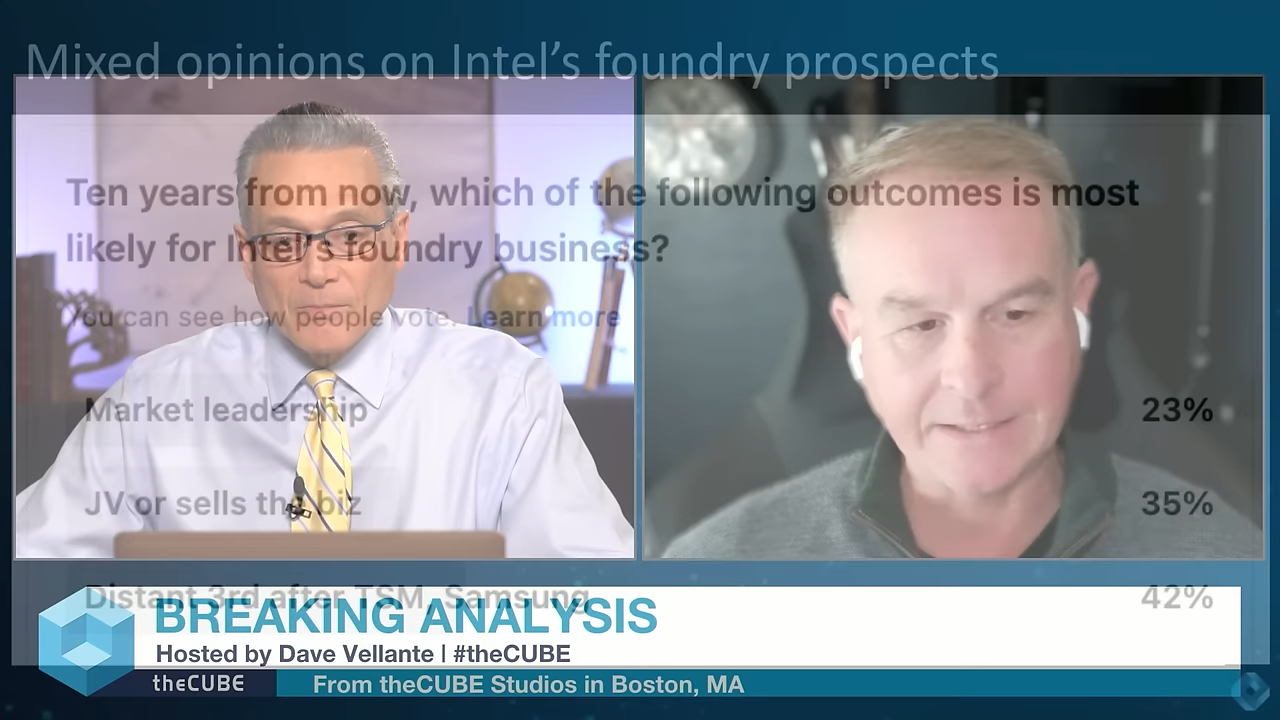 Mixed opinions on Intel's foundry prospects
Ten years from now, which of the following outcomes is most
likely for Intel's foundry business?
You can see how people vote. Learn more
Market leadership 23%
JV or sells the biz 35%
Distant 3rd after TSM, Samsung 42%
BREAKING ANALYSIS
Hosted by Dave Vellante | #theCUBE
theCUBE
From theCUBE Studios in Boston, MA